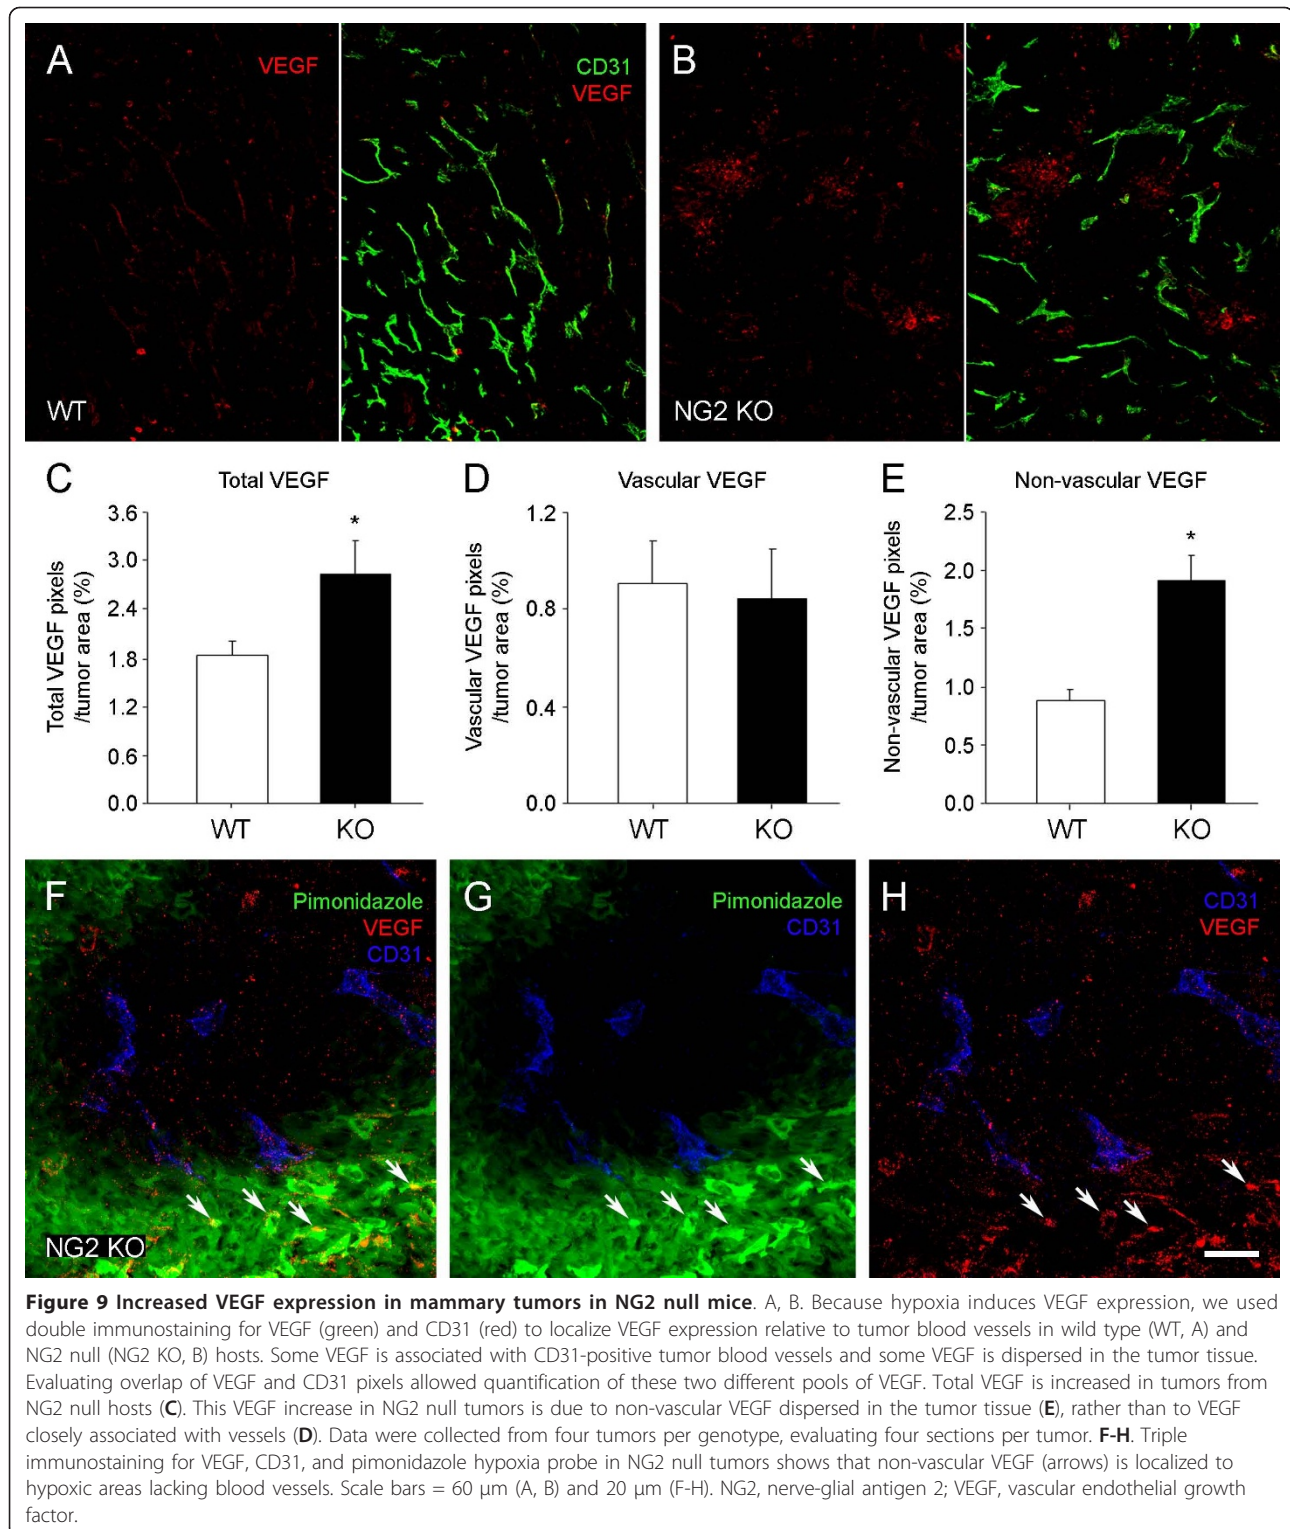 A
VEGF
CD31
VEGF
WT
B
NG2 KO
C
Total VEGF
Total VEGF pixels
/tumor area (%)
3.6
3.0
2.4
1.8
1.2
0.6
0.0
*
WT
KO
D
Vascular VEGF
Vascular VEGF pixels
/tumor area (%)
1.2
0.8
0.4
0.0
WT
KO
E
Non-vascular VEGF
Non-vascular VEGF pixels
/tumor area (%)
2.5
2.0
1.5
1.0
0.5
0.0
*
WT
KO
F
Pimonidazole
VEGF
CD31
NG2 KO
G
Pimonidazole
CD31
H
CD31
VEGF
Figure 9 Increased VEGF expression in mammary tumors in NG2 null mice. A, B. Because hypoxia induces VEGF expression, we used
double immunostaining for VEGF (green) and CD31 (red) to localize VEGF expression relative to tumor blood vessels in wild type (WT, A) and
NG2 null (NG2 KO, B) hosts. Some VEGF is associated with CD31-positive tumor blood vessels and some VEGF is dispersed in the tumor tissue.
Evaluating overlap of VEGF and CD31 pixels allowed quantification of these two different pools of VEGF. Total VEGF is increased in tumors from
NG2 null hosts (C). This VEGF increase in NG2 null tumors is due to non-vascular VEGF dispersed in the tumor tissue (E), rather than to VEGF
closely associated with vessels (D). Data were collected from four tumors per genotype, evaluating four sections per tumor. F-H. Triple
immunostaining for VEGF, CD31, and pimonidazole hypoxia probe in NG2 null tumors shows that non-vascular VEGF (arrows) is localized to
hypoxic areas lacking blood vessels. Scale bars = 60 μm (A, B) and 20 μm (F-H). NG2, nerve-glial antigen 2; VEGF, vascular endothelial growth
factor.